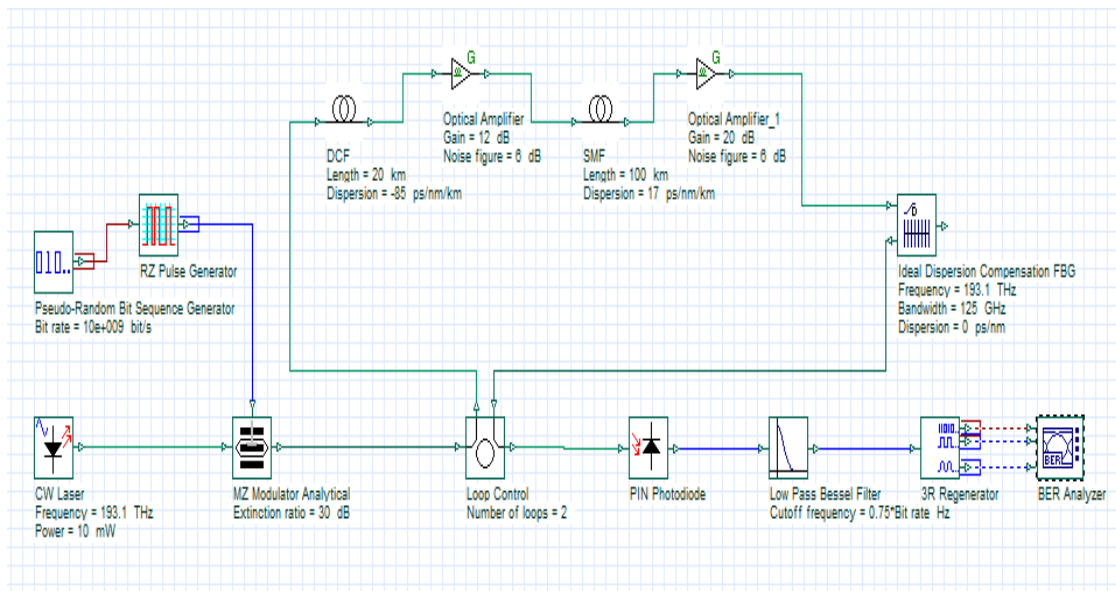 G
G
Optical Amplifier
Gain = 12 dB
Noise figure = 6 dB
Optical Amplifier_1
Gain = 20 dB
Noise figure = 6 dB
DCF
Length = 20 km
Dispersion = -85 ps/nm/km
SMF
Length = 100 km
Dispersion = 17 ps/nm/km
RZ Pulse Generator
010..
Pseudo-Random Bit Sequence Generator
Bit rate = 10e+009 bit/s
D
Ideal Dispersion Compensation FBG
Frequency = 193.1 THz
Bandwidth = 125 GHz
Dispersion = 0 ps/nm
CW Laser
Frequency = 193.1 THz
Power = 10 mW
MZ Modulator Analytical
Extinction ratio = 30 dB
Loop Control
Number of loops = 2
PIN Photodiode
Low Pass Bessel Filter
Cutoff frequency = 0.75*Bit rate Hz
3R Regenerator
BER
BER Analyzer